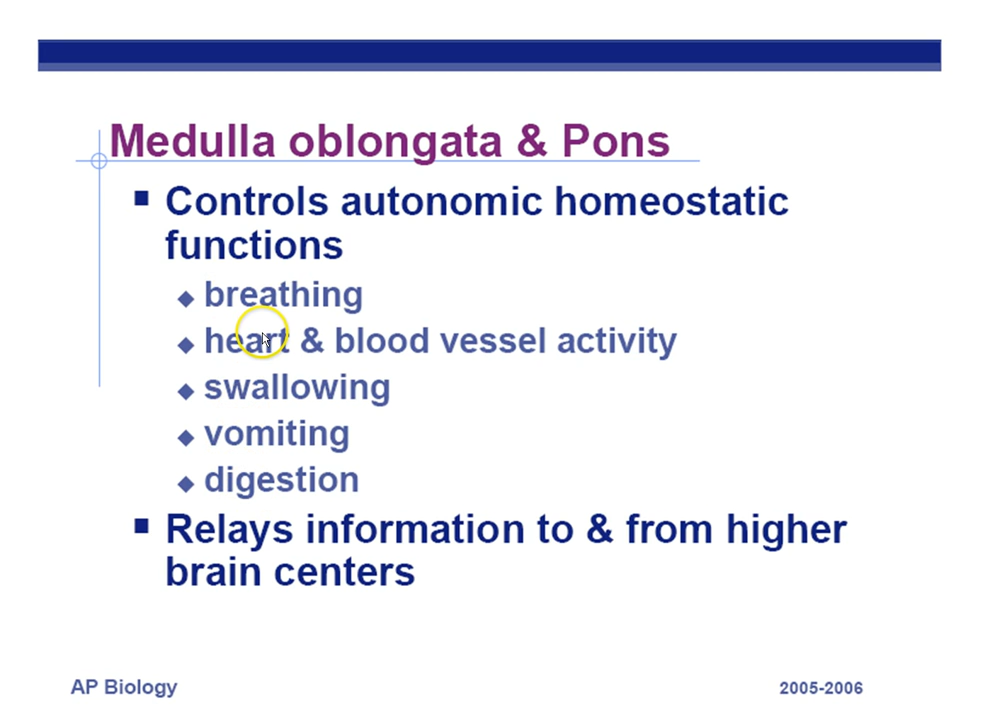 Medulla oblongata & Pons
Controls autonomic homeostatic
functions
breathing
heart & blood vessel activity
swallowing
vomiting
digestion
Relays information to & from higher
brain centers
AP Biology
2005-2006